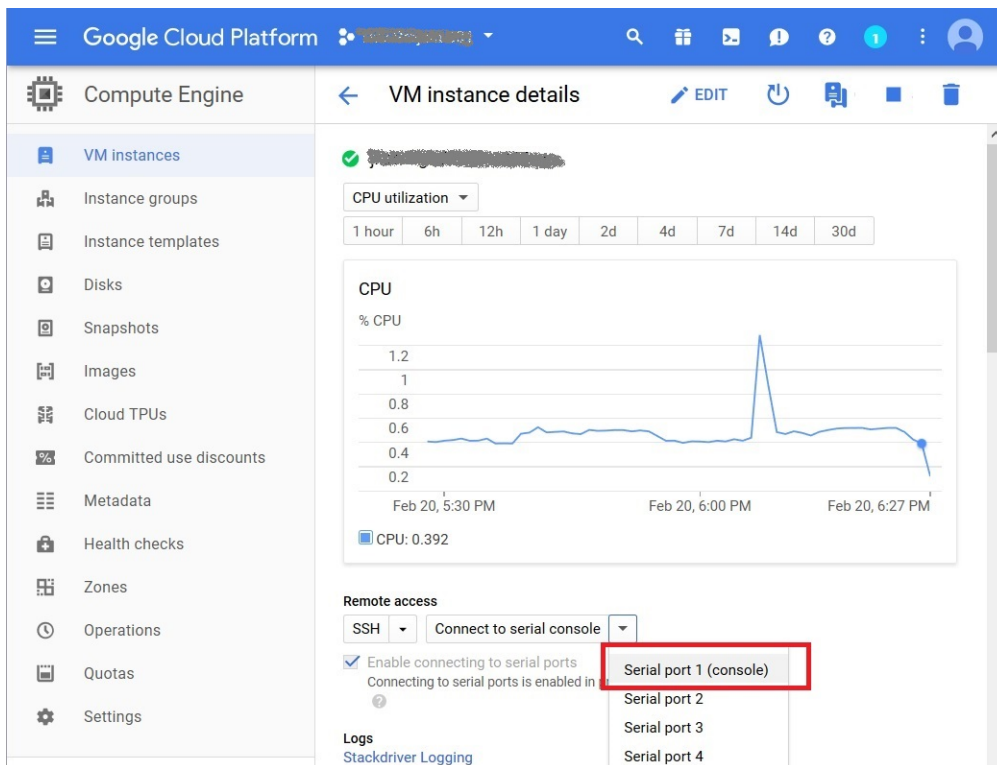 Google Cloud Platform
1
Compute Engine
VM instance details
EDIT
VM instances
Instance groups
Instance templates
Disks
Snapshots
Images
Cloud TPUs
Committed use discounts
Metadata
Health checks
Zones
Operations
Quotas
Settings
CPU utilization
1 hour 6h 12h 1 day 2d 4d 7d 14d 30d
CPU
% CPU
1.2
1
0.8
0.6
0.4
0.2
Feb 20, 5:30 PM Feb 20, 6:00 PM Feb 20, 6:27 PM
CPU: 0.392
Remote access
SSH Connect to serial console
Enable connecting to serial ports
Connecting to serial ports is enabled in
Serial port 1 (console)
Serial port 2
Serial port 3
Serial port 4
Logs
Stackdriver Logging